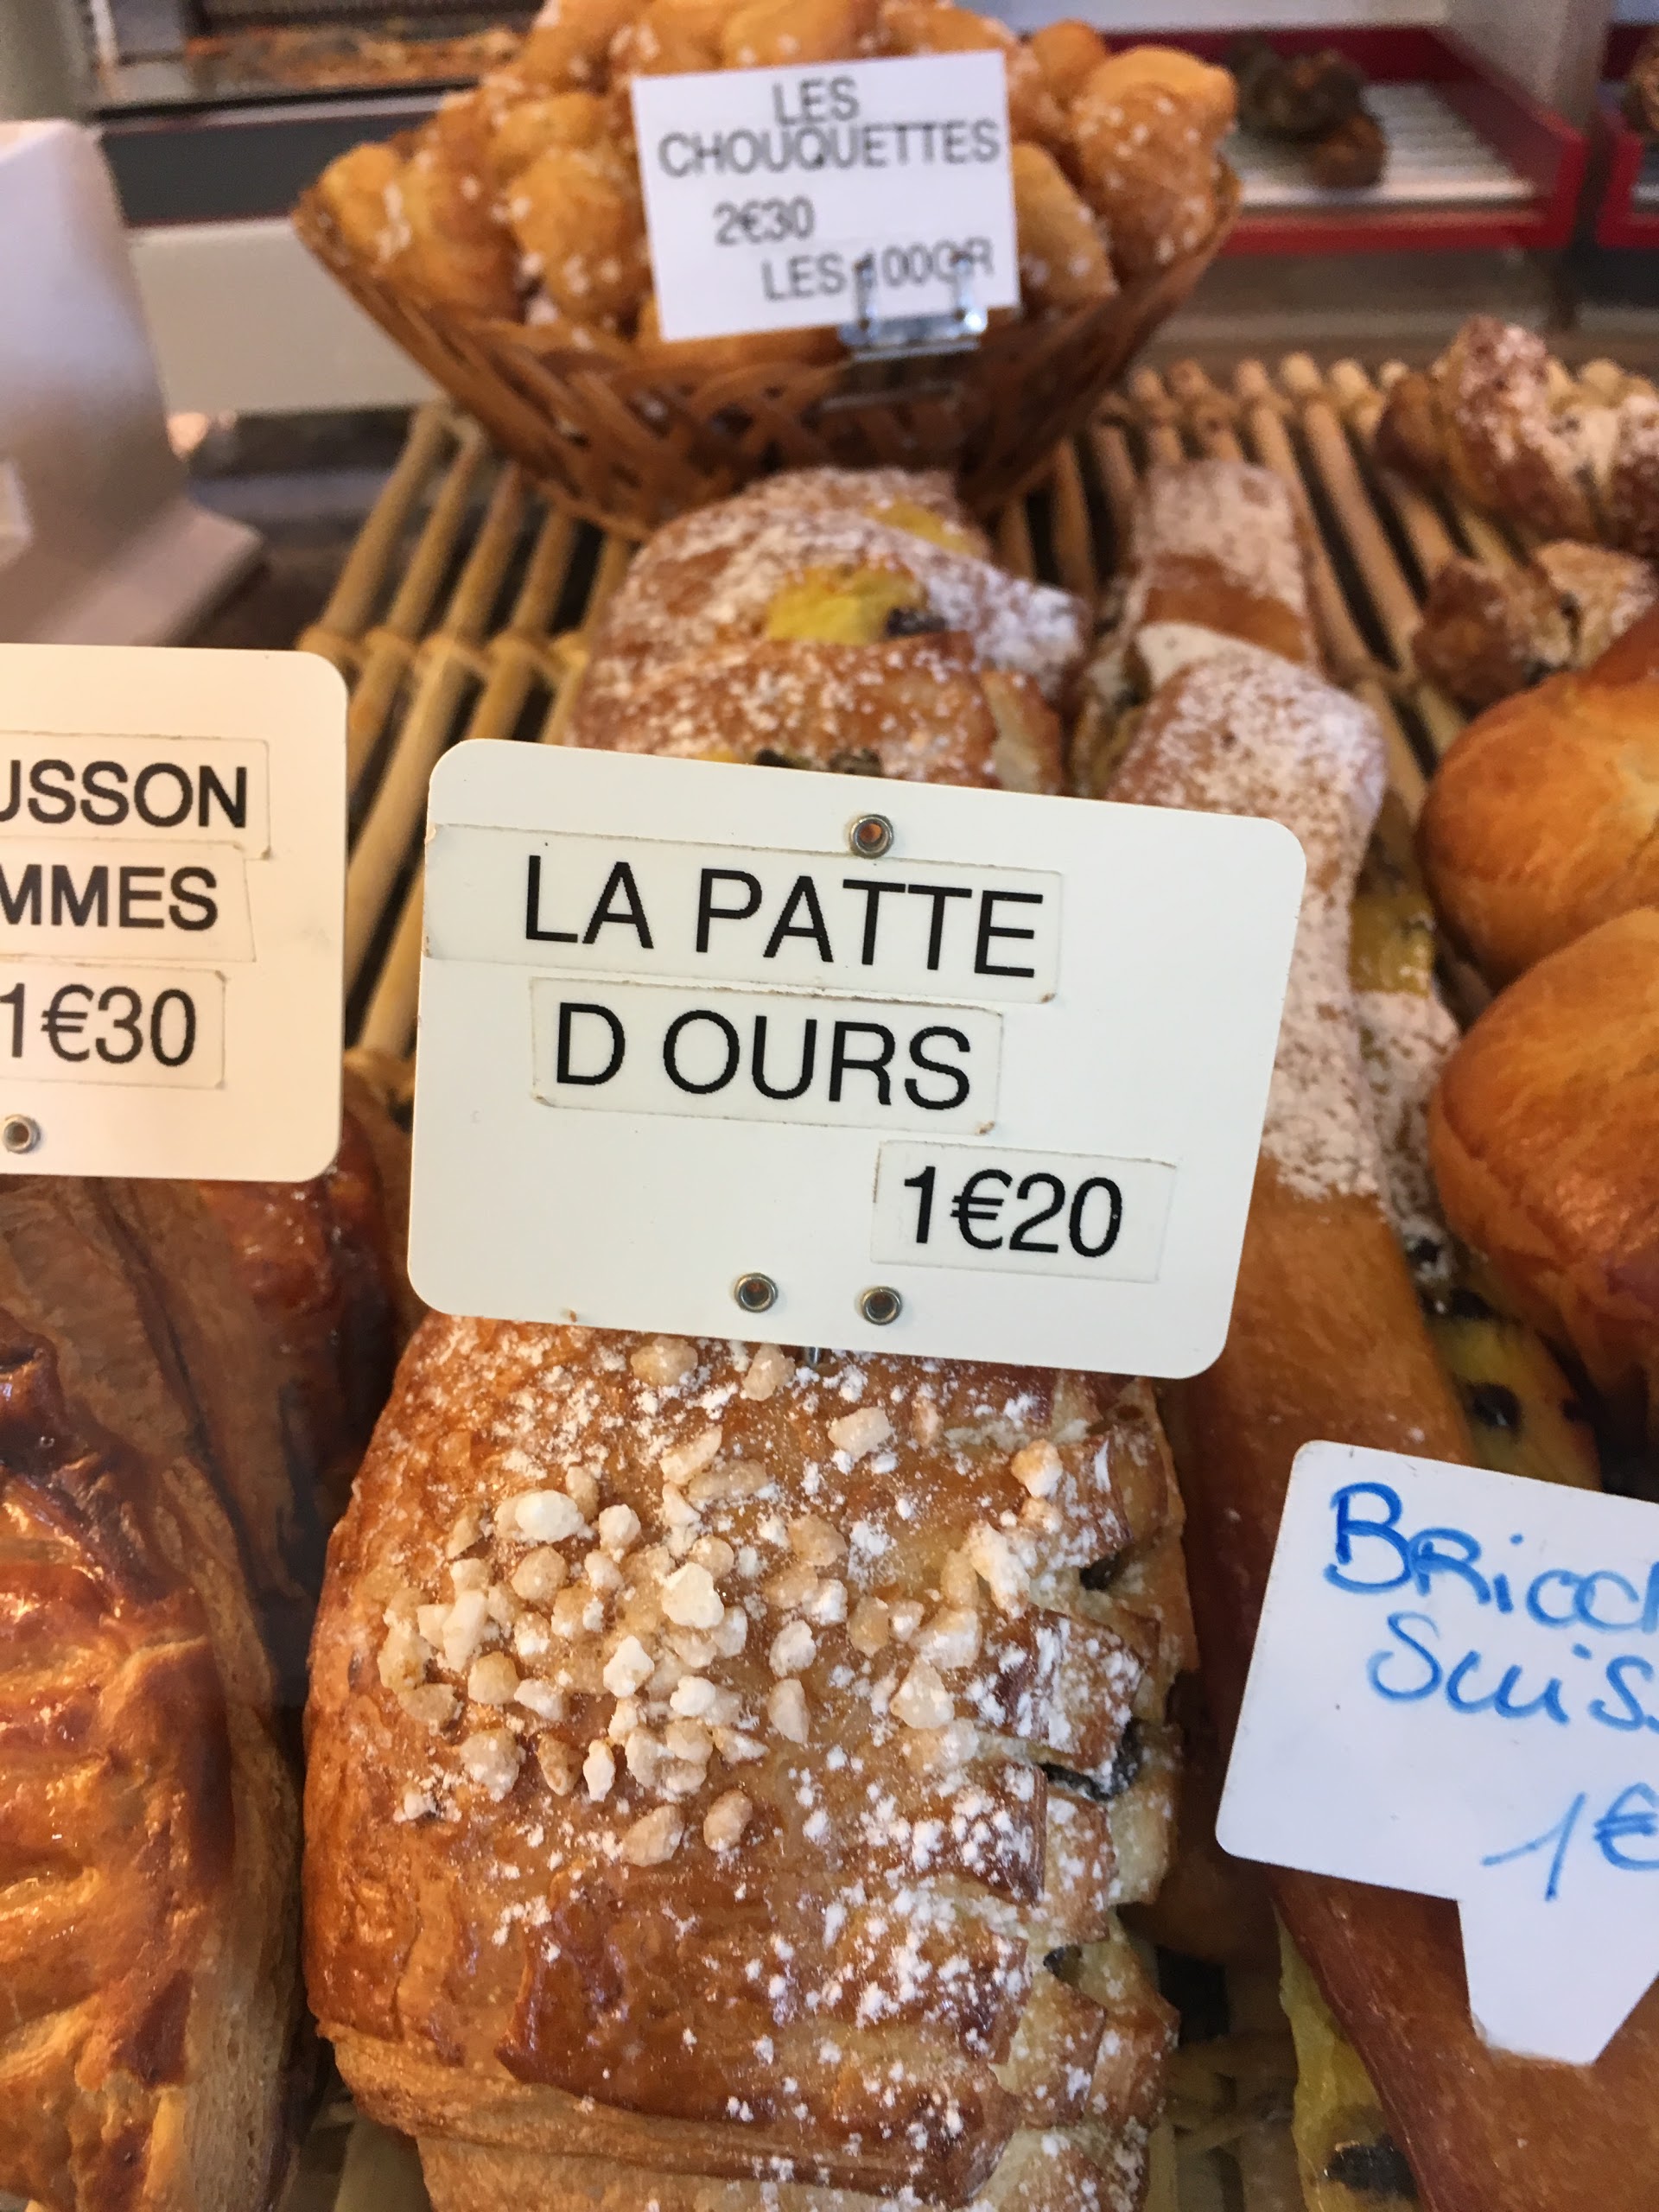 LES
CHOUQUETTES
2€30
LES 100GR
USSON
MMES
1€30
LA PATTE
D OURS
1€20
BRiocH
SuiS
1€